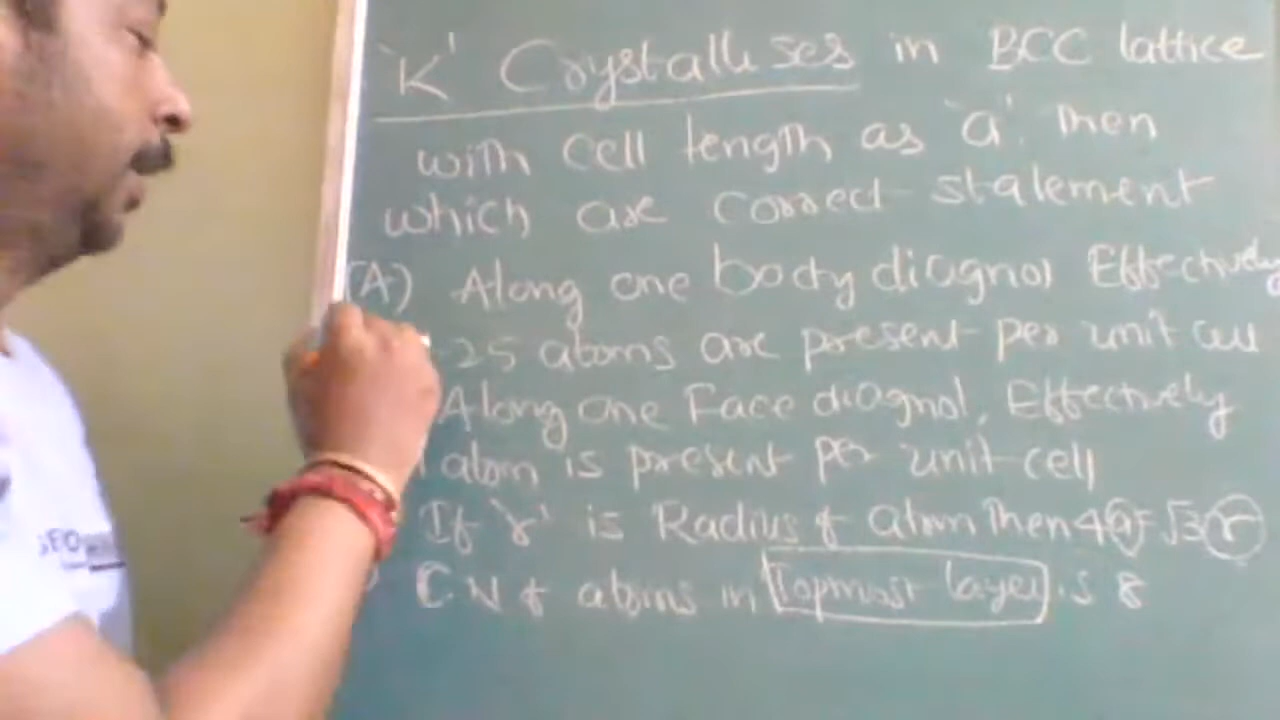 'K' Crystallises in BCC lattice
with cell length as 'a'. Then
which are correct statement
(A) Along one body diagnol Effectively
.25 atoms are present per unit cell
Along one Face diagnol, Effectively
1 atom is present per unit cell
If 'r' is Radius of atom then 4a = √3 r
C.N of atoms in Topmost layer is 8